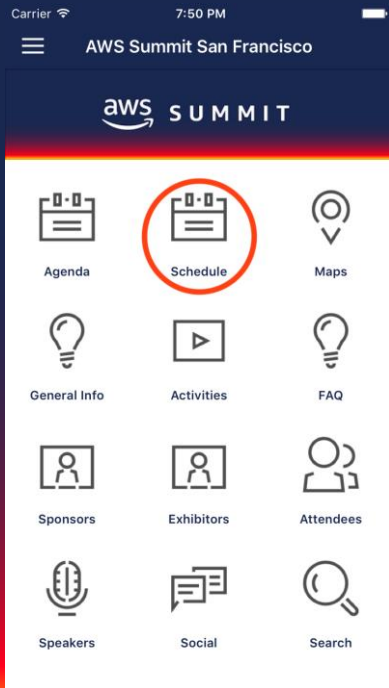 Carrier 7:50 PM
AWS Summit San Francisco
aws SUMMIT
Agenda Schedule Maps
General Info Activities FAQ
Sponsors Exhibitors Attendees
Speakers Social Search